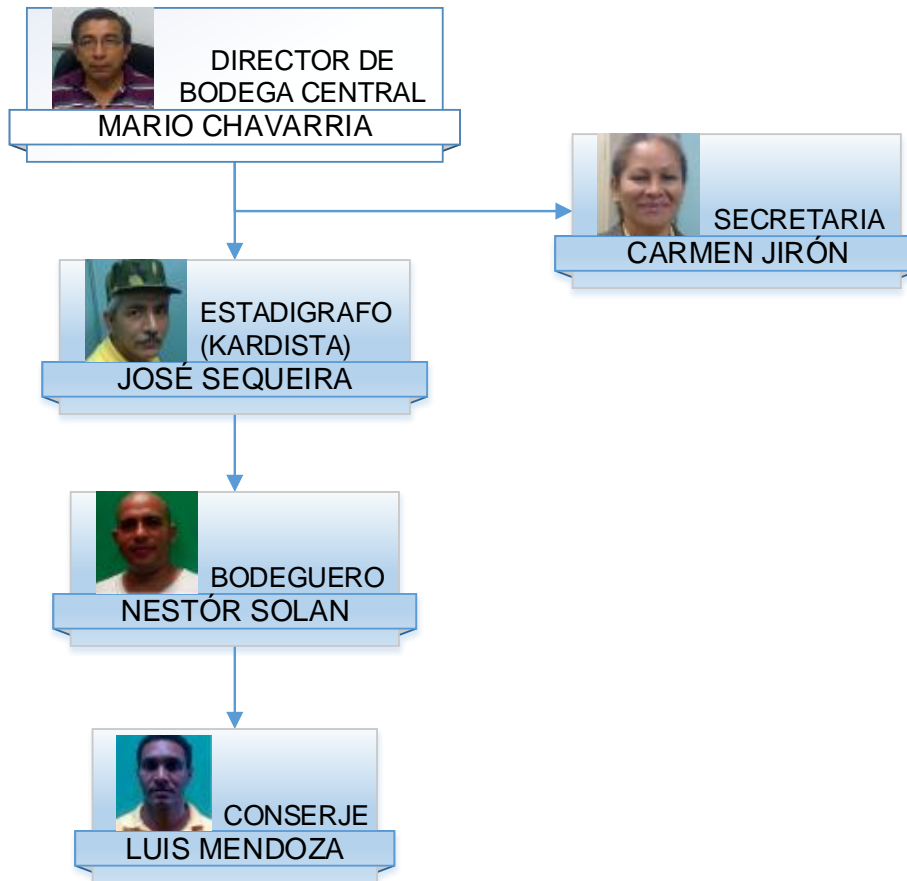 DIRECTOR DE
BODEGA CENTRAL
MARIO CHAVARRIA
SECRETARIA
CARMEN JIRÓN
ESTADIGRAFO
(KARDISTA)
JOSÉ SEQUEIRA
BODEGUERO
NESTÓR SOLAN
CONSERJE
LUIS MENDOZA